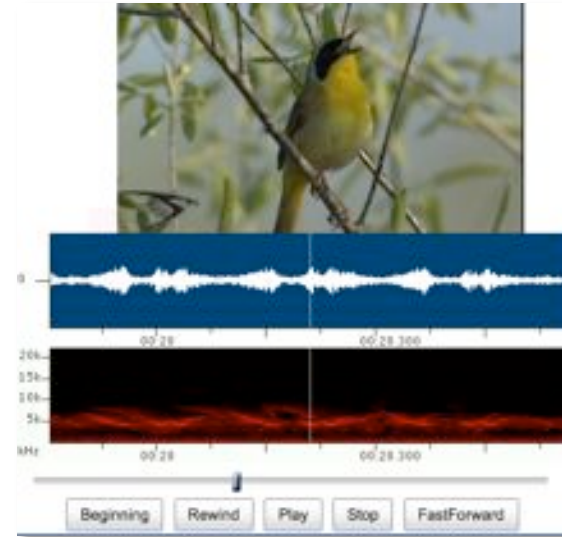 0
00:28 00:28.300
20k
15k
10k
5k
kHz
00:28 00:28.300
Beginning Rewind Play Stop FastForward